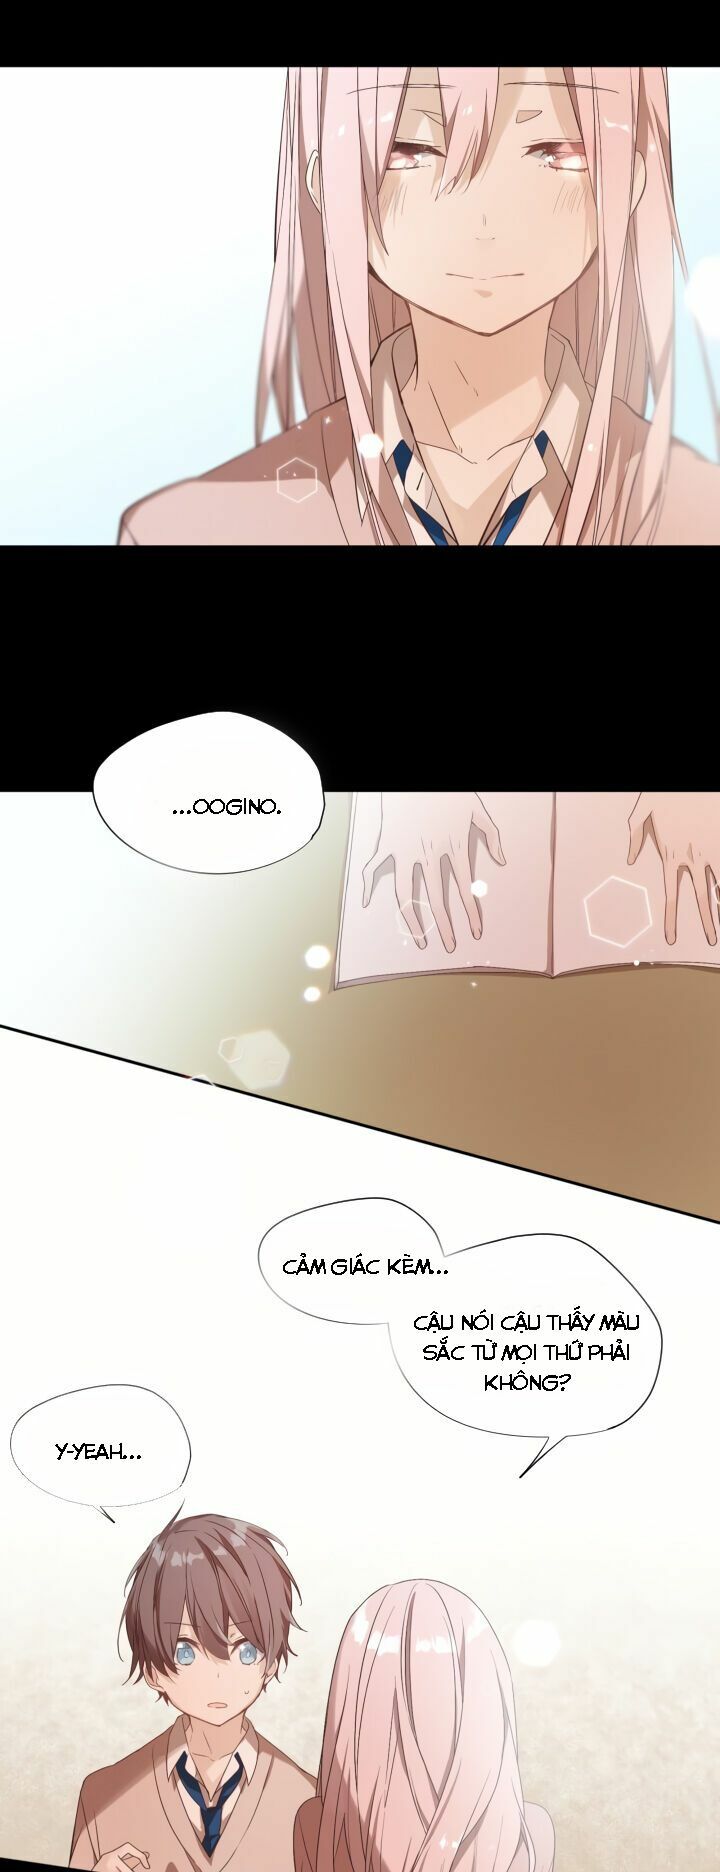 ...OOGINO.
CẢM GIÁC KÈM...
CẬU NÓI CẬU THẤY MÀU
SẮC TỪ MỌI THỨ PHẢI
KHÔNG?
Y-YEAH...